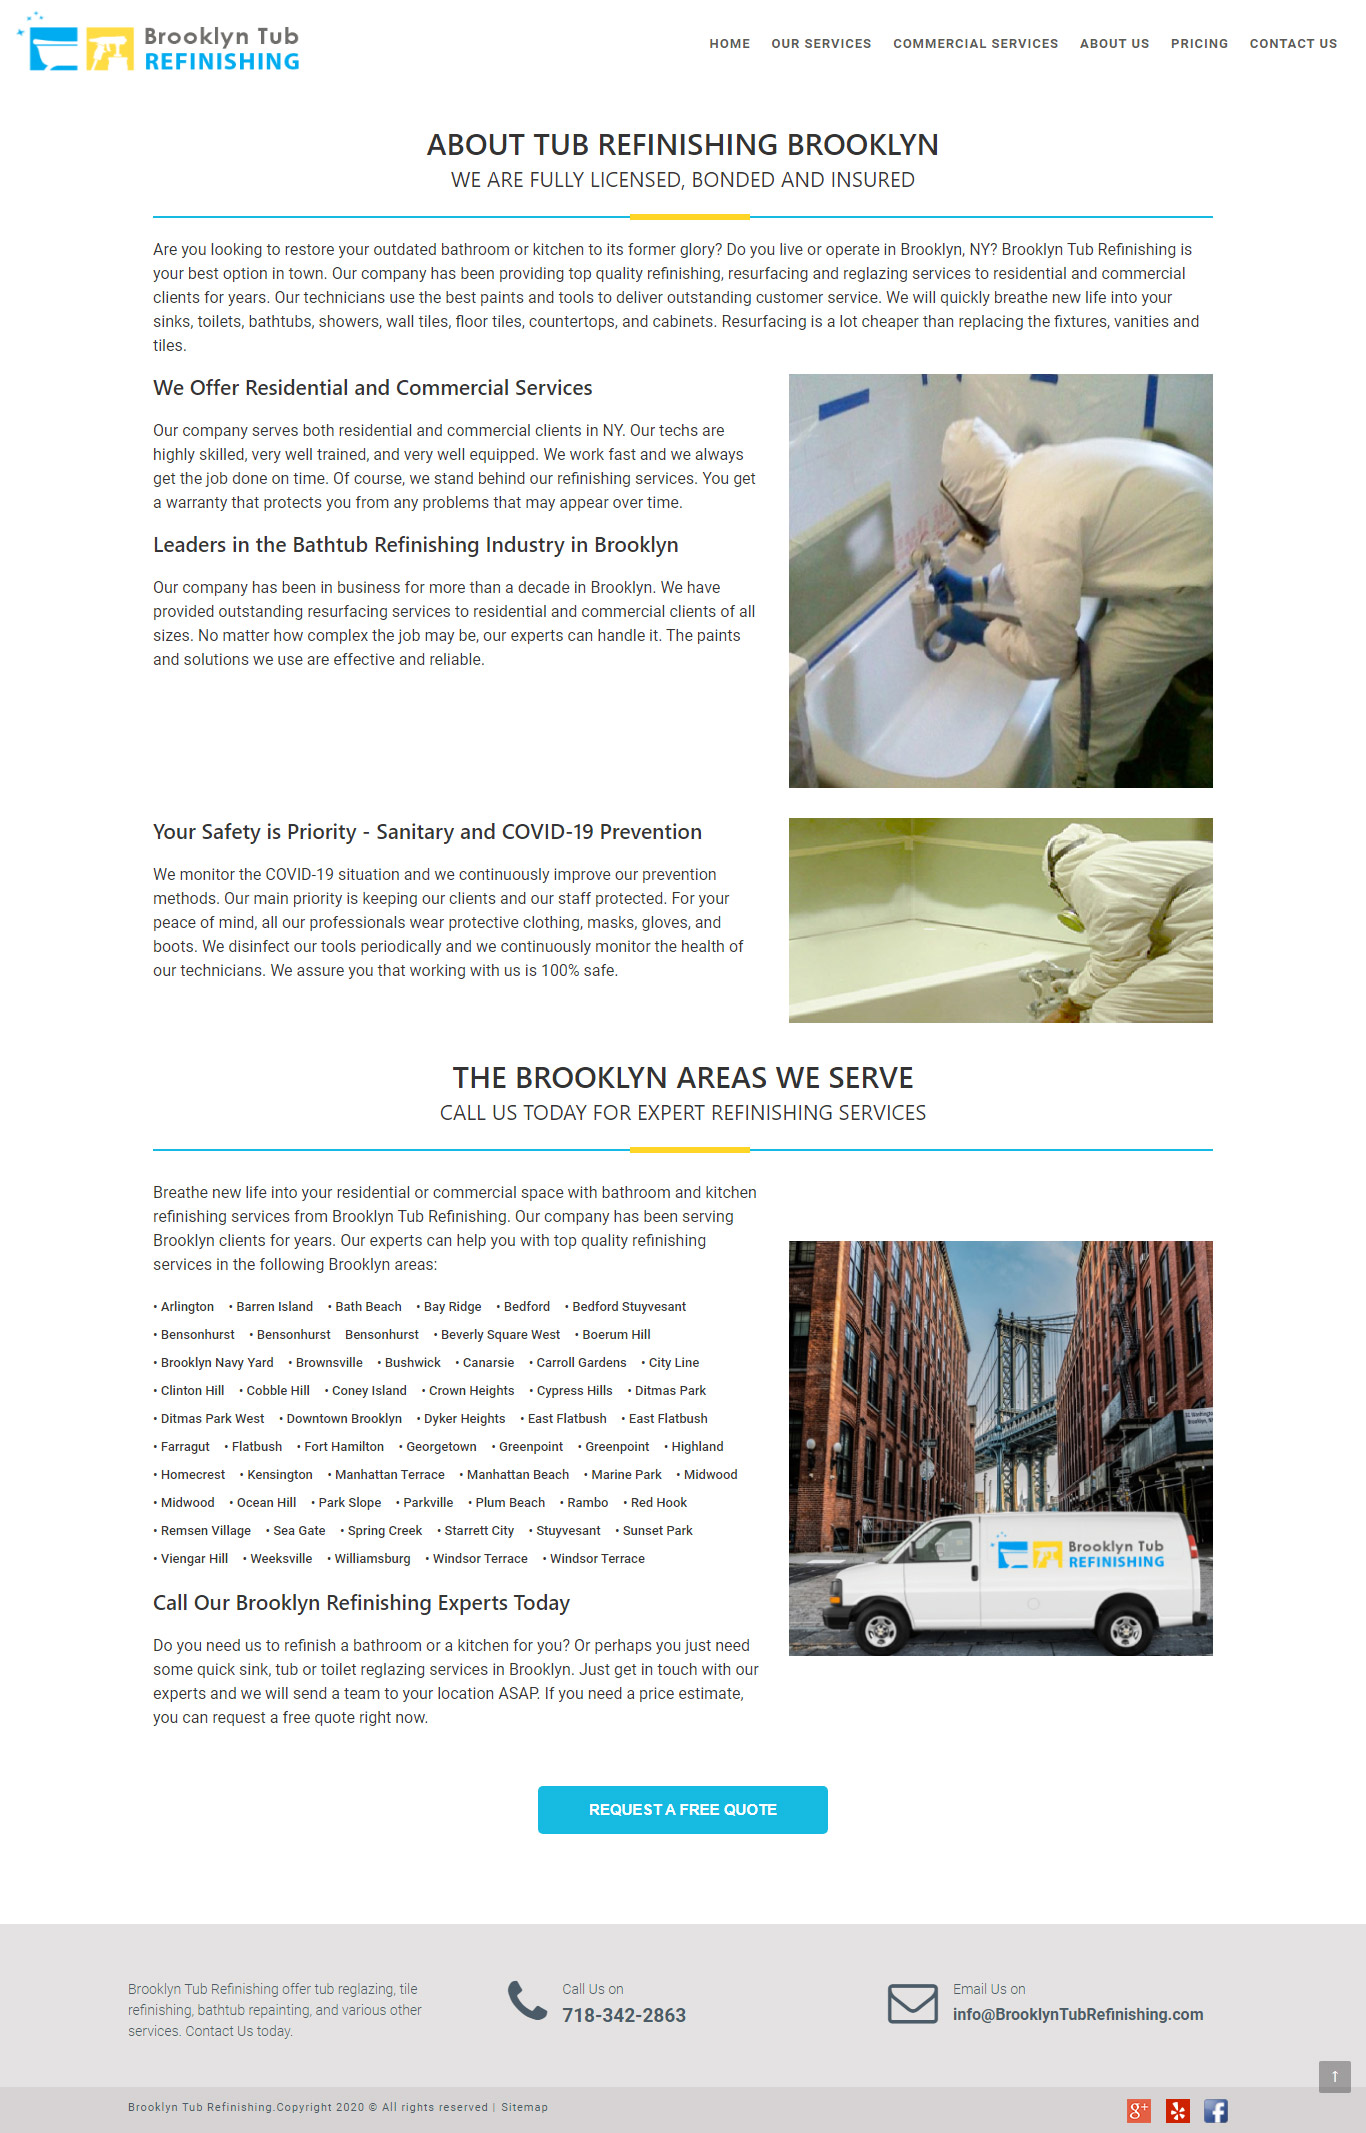 Brooklyn Tub
REFINISHING
HOME OUR SERVICES COMMERCIAL SERVICES ABOUT US PRICING CONTACT US
ABOUT TUB REFINISHING BROOKLYN
WE ARE FULLY LICENSED, BONDED AND INSURED
Are you looking to restore your outdated bathroom or kitchen to its former glory? Do you live or operate in Brooklyn, NY? Brooklyn Tub Refinishing is
your best option in town. Our company has been providing top quality refinishing, resurfacing and reglazing services to residential and commercial
clients for years. Our technicians use the best paints and tools to deliver outstanding customer service. We will quickly breathe new life into your
sinks, toilets, bathtubs, showers, wall tiles, floor tiles, countertops, and cabinets. Resurfacing is a lot cheaper than replacing the fixtures, vanities and
tiles.
We Offer Residential and Commercial Services
Our company serves both residential and commercial clients in NY. Our techs are
highly skilled, very well trained, and very well equipped. We work fast and we always
get the job done on time. Of course, we stand behind our refinishing services. You get
a warranty that protects you from any problems that may appear over time.
Leaders in the Bathtub Refinishing Industry in Brooklyn
Our company has been in business for more than a decade in Brooklyn. We have
provided outstanding resurfacing services to residential and commercial clients of all
sizes. No matter how complex the job may be, our experts can handle it. The paints
and solutions we use are effective and reliable.
Your Safety is Priority - Sanitary and COVID-19 Prevention
We monitor the COVID-19 situation and we continuously improve our prevention
methods. Our main priority is keeping our clients and our staff protected. For your
peace of mind, all our professionals wear protective clothing, masks, gloves, and
boots. We disinfect our tools periodically and we continuously monitor the health of
our technicians. We assure you that working with us is 100% safe.
THE BROOKLYN AREAS WE SERVE
CALL US TODAY FOR EXPERT REFINISHING SERVICES
Breathe new life into your residential or commercial space with bathroom and kitchen
refinishing services from Brooklyn Tub Refinishing. Our company has been serving
Brooklyn clients for years. Our experts can help you with top quality refinishing
services in the following Brooklyn areas:
• Arlington • Barren Island • Bath Beach • Bay Ridge • Bedford • Bedford Stuyvesant
• Bensonhurst • Bensonhurst Bensonhurst • Beverly Square West • Boerum Hill
• Brooklyn Navy Yard • Brownsville • Bushwick • Canarsie • Carroll Gardens • City Line
• Clinton Hill • Cobble Hill • Coney Island • Crown Heights • Cypress Hills • Ditmas Park
• Ditmas Park West • Downtown Brooklyn • Dyker Heights • East Flatbush • East Flatbush
• Farragut • Flatbush • Fort Hamilton • Georgetown • Greenpoint • Greenpoint • Highland
• Homecrest • Kensington • Manhattan Terrace • Manhattan Beach • Marine Park • Midwood
• Midwood • Ocean Hill • Park Slope • Parkville • Plum Beach • Rambo • Red Hook
• Remsen Village • Sea Gate • Spring Creek • Starrett City • Stuyvesant • Sunset Park
• Viengar Hill • Weeksville • Williamsburg • Windsor Terrace • Windsor Terrace
Brooklyn Tub
REFINISHING
Call Our Brooklyn Refinishing Experts Today
Do you need us to refinish a bathroom or a kitchen for you? Or perhaps you just need
some quick sink, tub or toilet reglazing services in Brooklyn. Just get in touch with our
experts and we will send a team to your location ASAP. If you need a price estimate,
you can request a free quote right now.
REQUEST A FREE QUOTE
Brooklyn Tub Refinishing offer tub reglazing, tile
refinishing, bathtub repainting, and various other
services. Contact Us today.
Call Us on
718-342-2863
Email Us on
info@BrooklynTubRefinishing.com
Brooklyn Tub Refinishing.Copyright 2020 © All rights reserved | Sitemap
g+
f